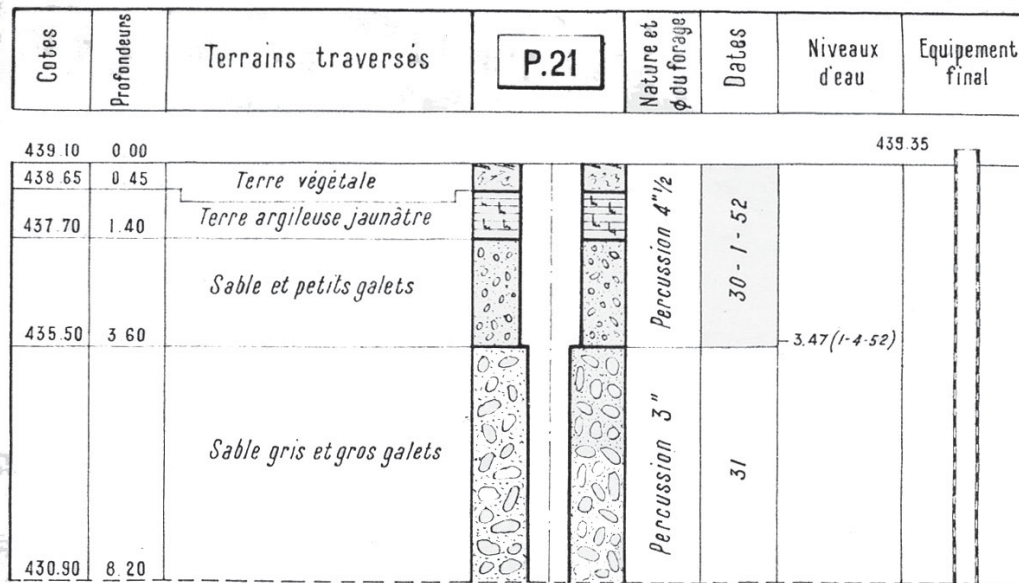 Cotes
Profondeurs
Terrains traversés
P.21
Nature et
ϕ du forage
Dates
Niveaux
d'eau
Equipement
final
439.35
439.10 0 00
438.65 0 45
Terre végétale
Terre argileuse jaunâtre
437.70 1.40
Sable et petits galets
435.50 3 60
Percussion 4"½
30-1-52
3.47 (1-4-52)
Sable gris et gros galets
Percussion 3"
31
430.90 8.20